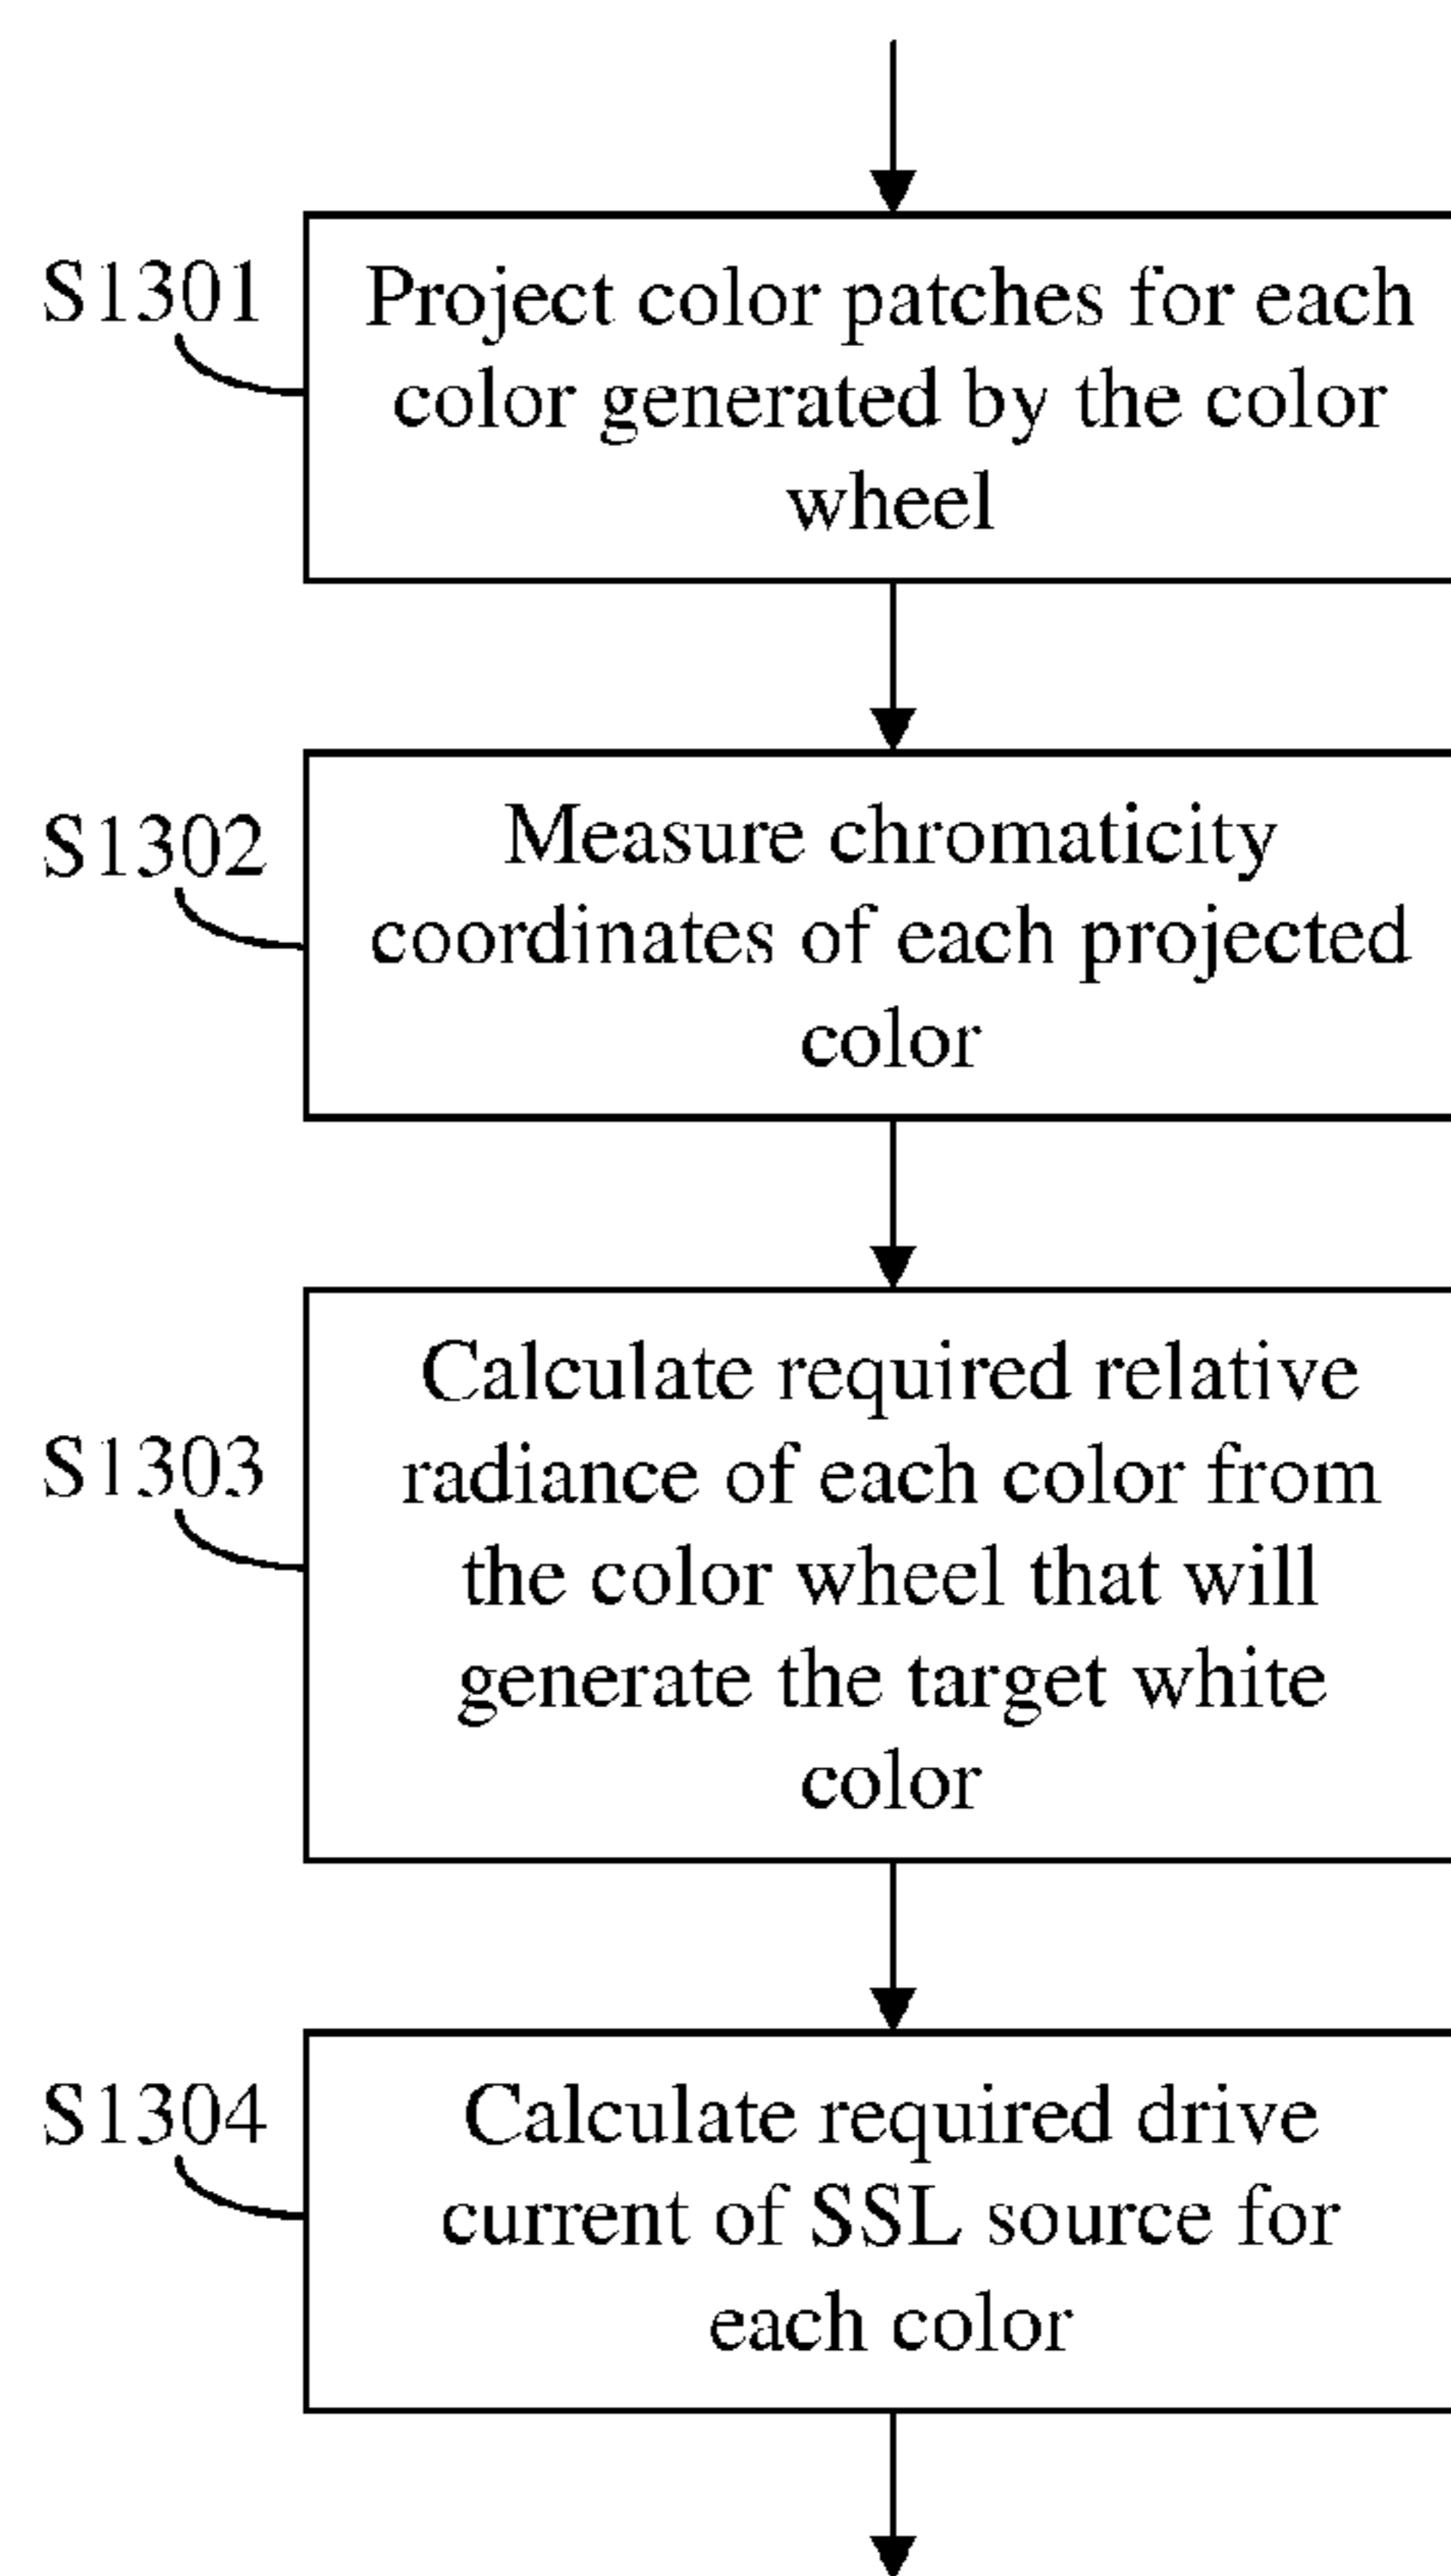 S1301
Project color patches for each
color generated by the color
wheel
S1302
Measure chromaticity
coordinates of each projected
color
S1303
Calculate required relative
radiance of each color from
the color wheel that will
generate the target white
color
S1304
Calculate required drive
current of SSL source for
each color